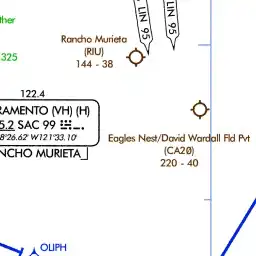 ther
325
Rancho Murieta
(RIU)
144 - 38
LIN 95
LIN 95
122.4
RAMENTO (VH) (H)
5.2 SAC 99
8°26.62' W121°33.10'
NCHO MURIETA
Eagles Nest/David Wardall Fld Pvt
(CA20)
220 - 40
OLIPH